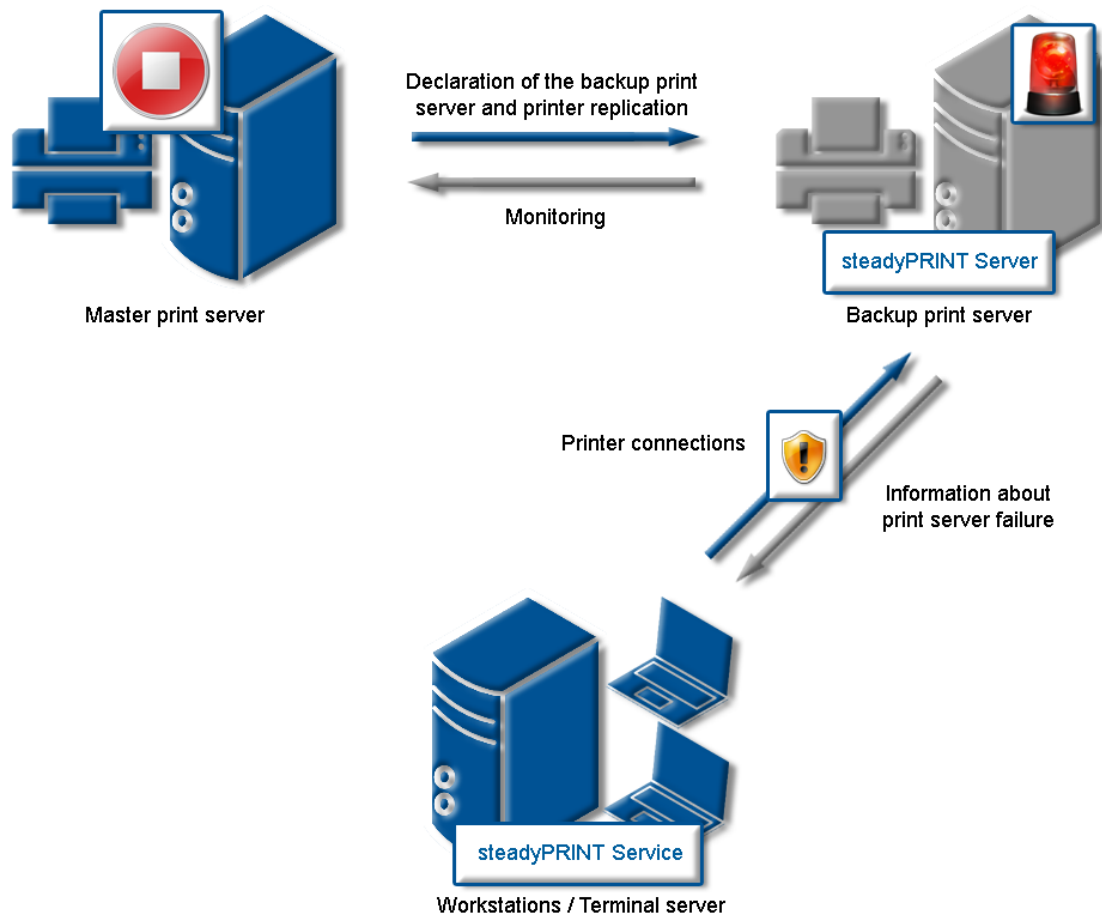 Declaration of the backup print
server and printer replication
Monitoring
steadyPRINT Server
Master print server
Backup print server
Printer connections
Information about
print server failure
steadyPRINT Service
Workstations / Terminal server